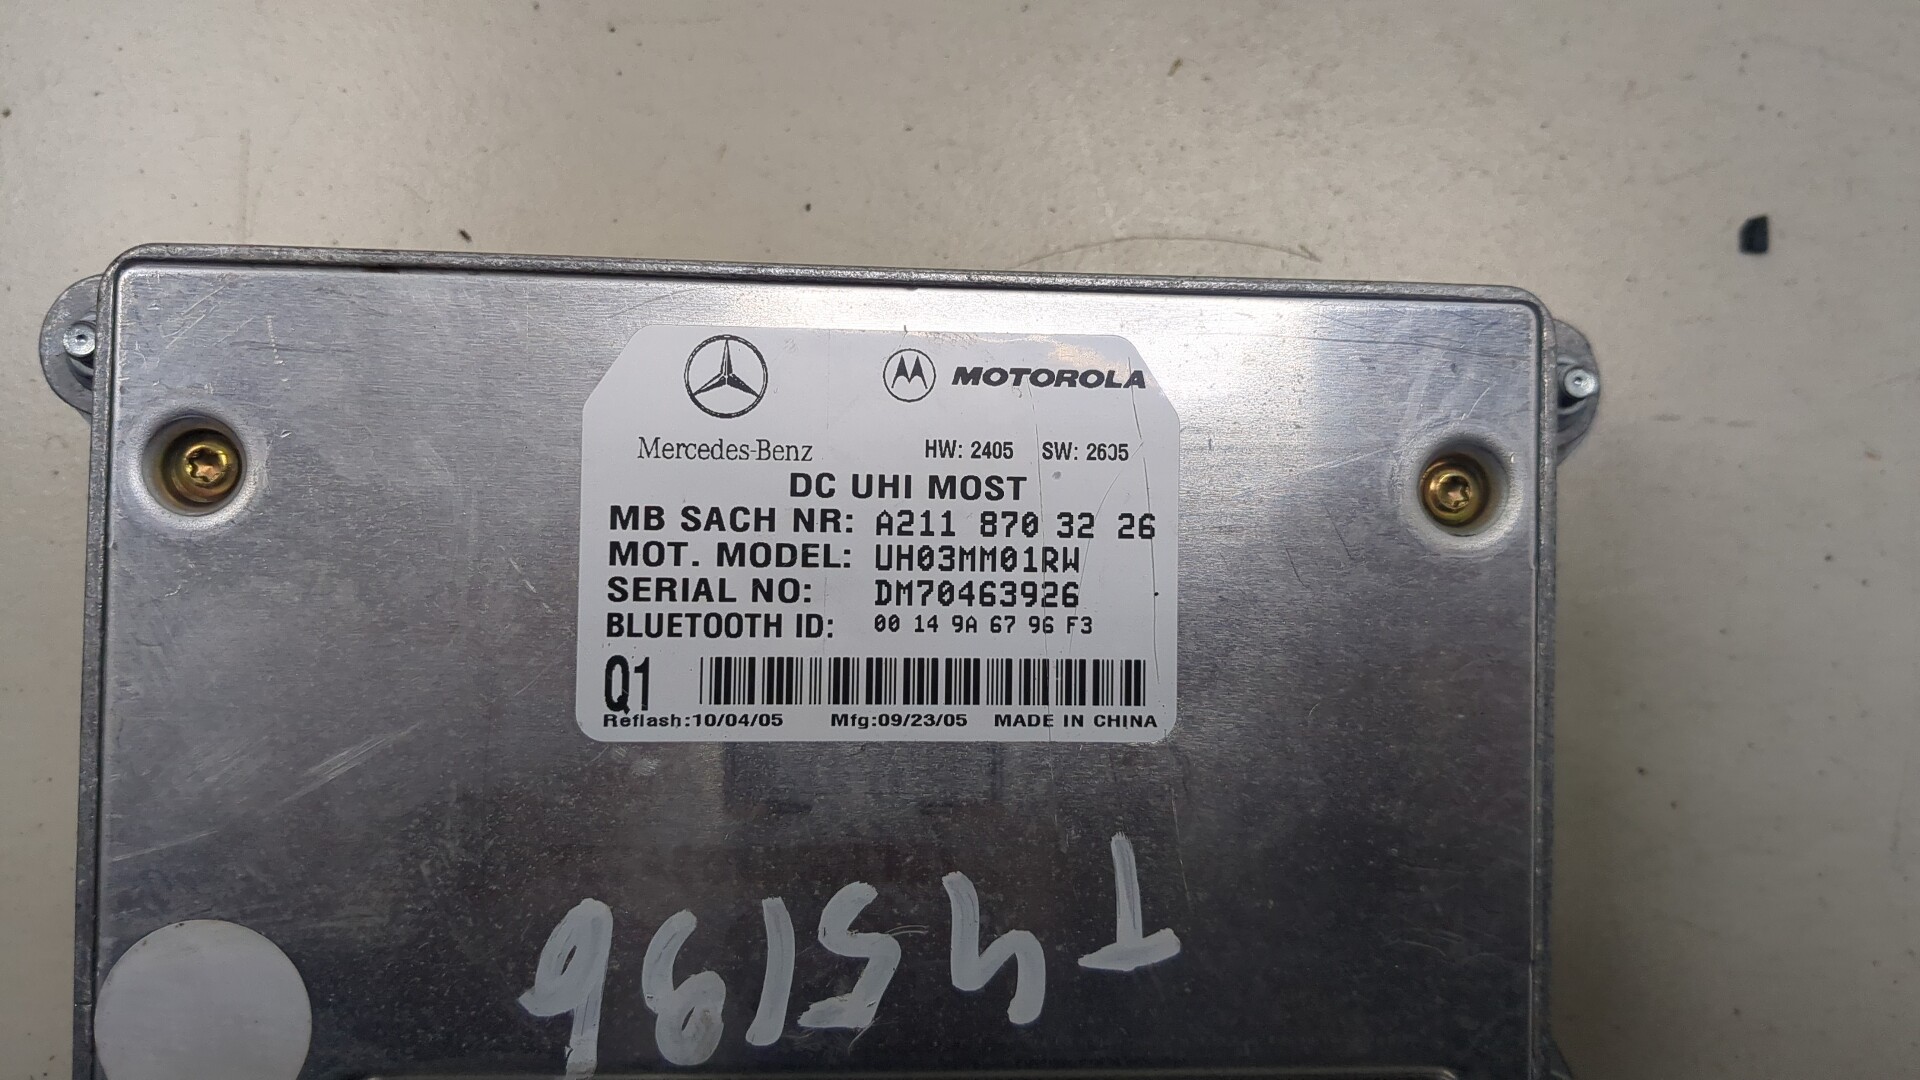 MOTOROLA
Mercedes-Benz HW: 2405 SW: 2605
DC UHI MOST
MB SACH NR: A211 870 32 26
MOT. MODEL: UH03MM01RW
SERIAL NO: DM70463926
BLUETOOTH ID: 00 14 9A 67 96 F3
Q1
Reflash:10/04/05 Mfg:09/23/05 MADE IN CHINA
T45196